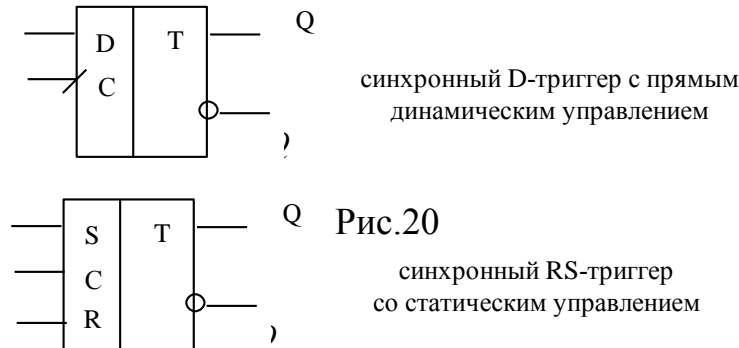 D T Q
C
синхронный D-триггер с прямым
динамическим управлением
S T Q
Рис.20
C
R
синхронный RS-триггер
со статическим управлением